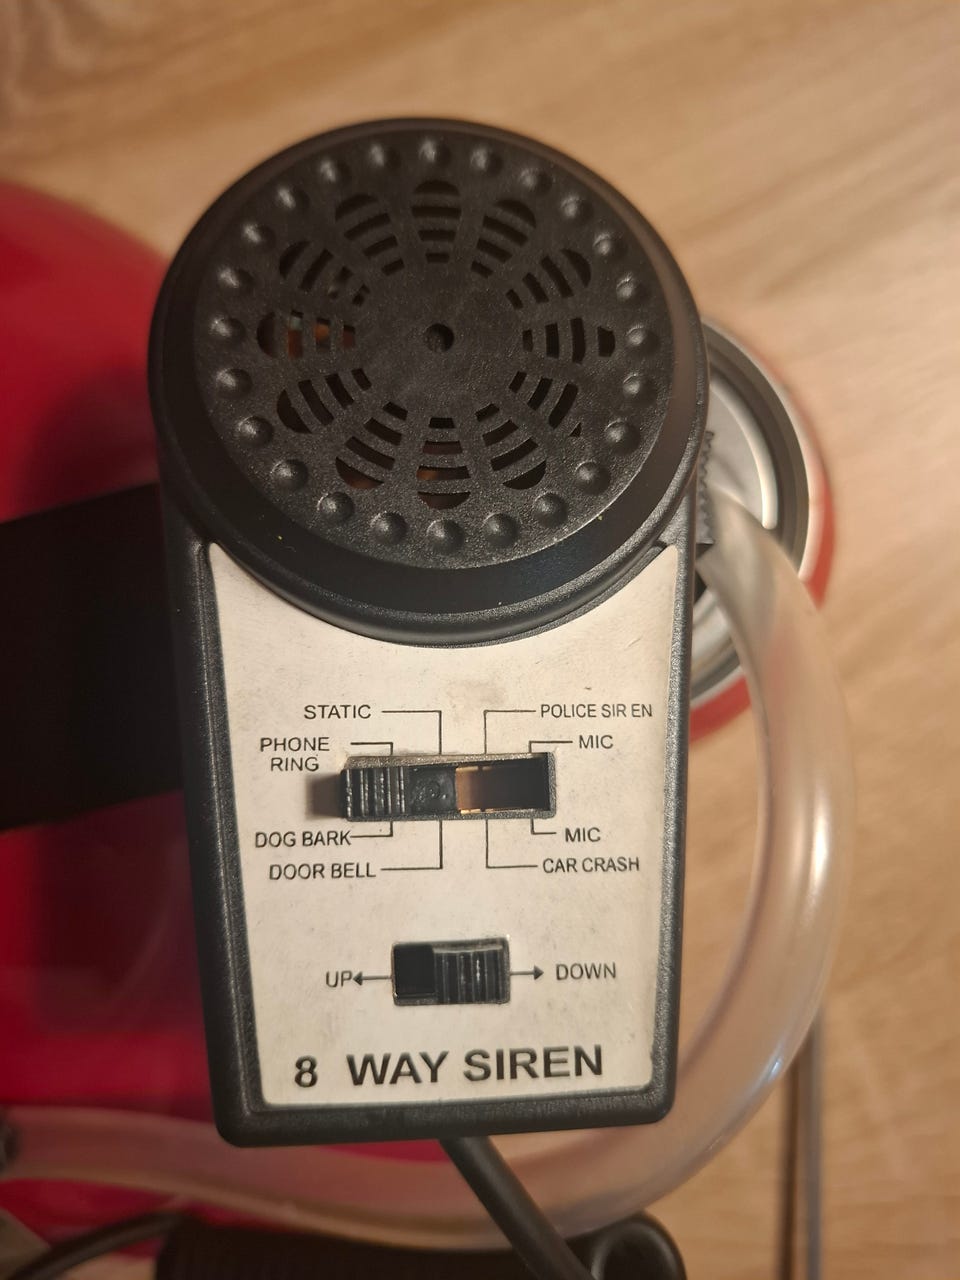 STATIC
POLICE SIR EN
PHONE
RING
MIC
DOG BARK
MIC
DOOR BELL
CAR CRASH
UP
DOWN
8 WAY SIREN